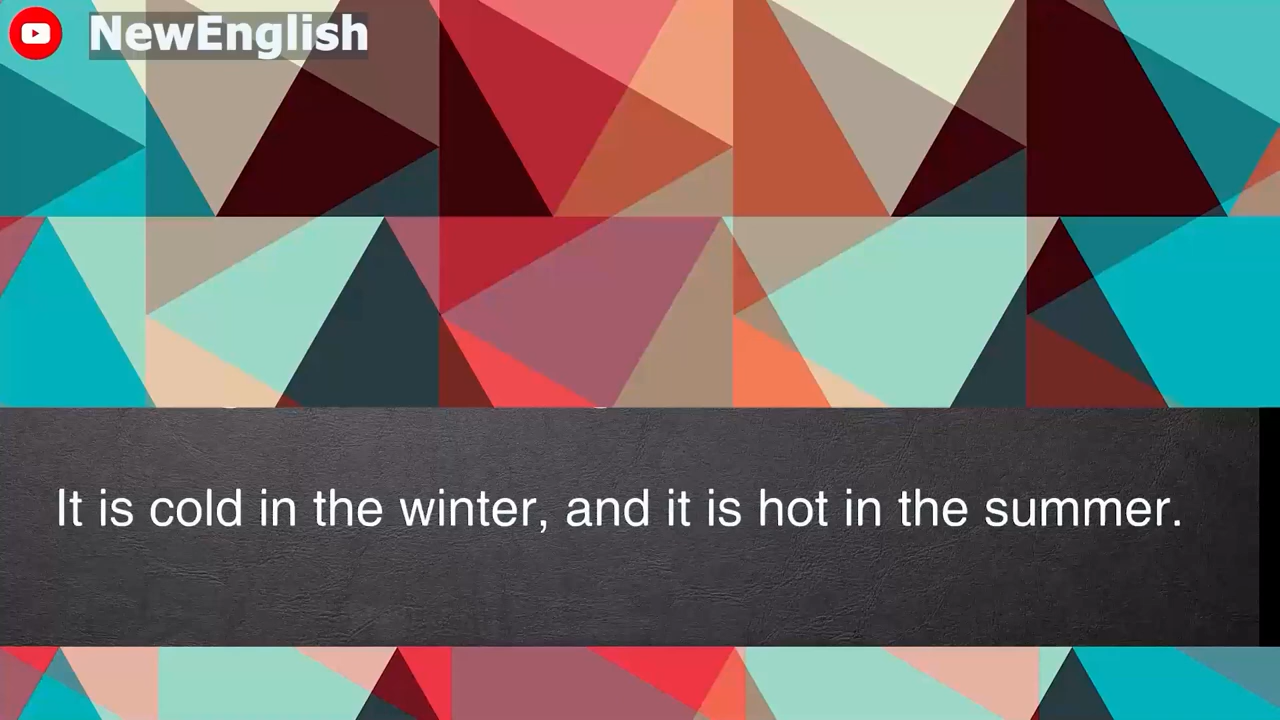 NewEnglish
It is cold in the winter, and it is hot in the summer.